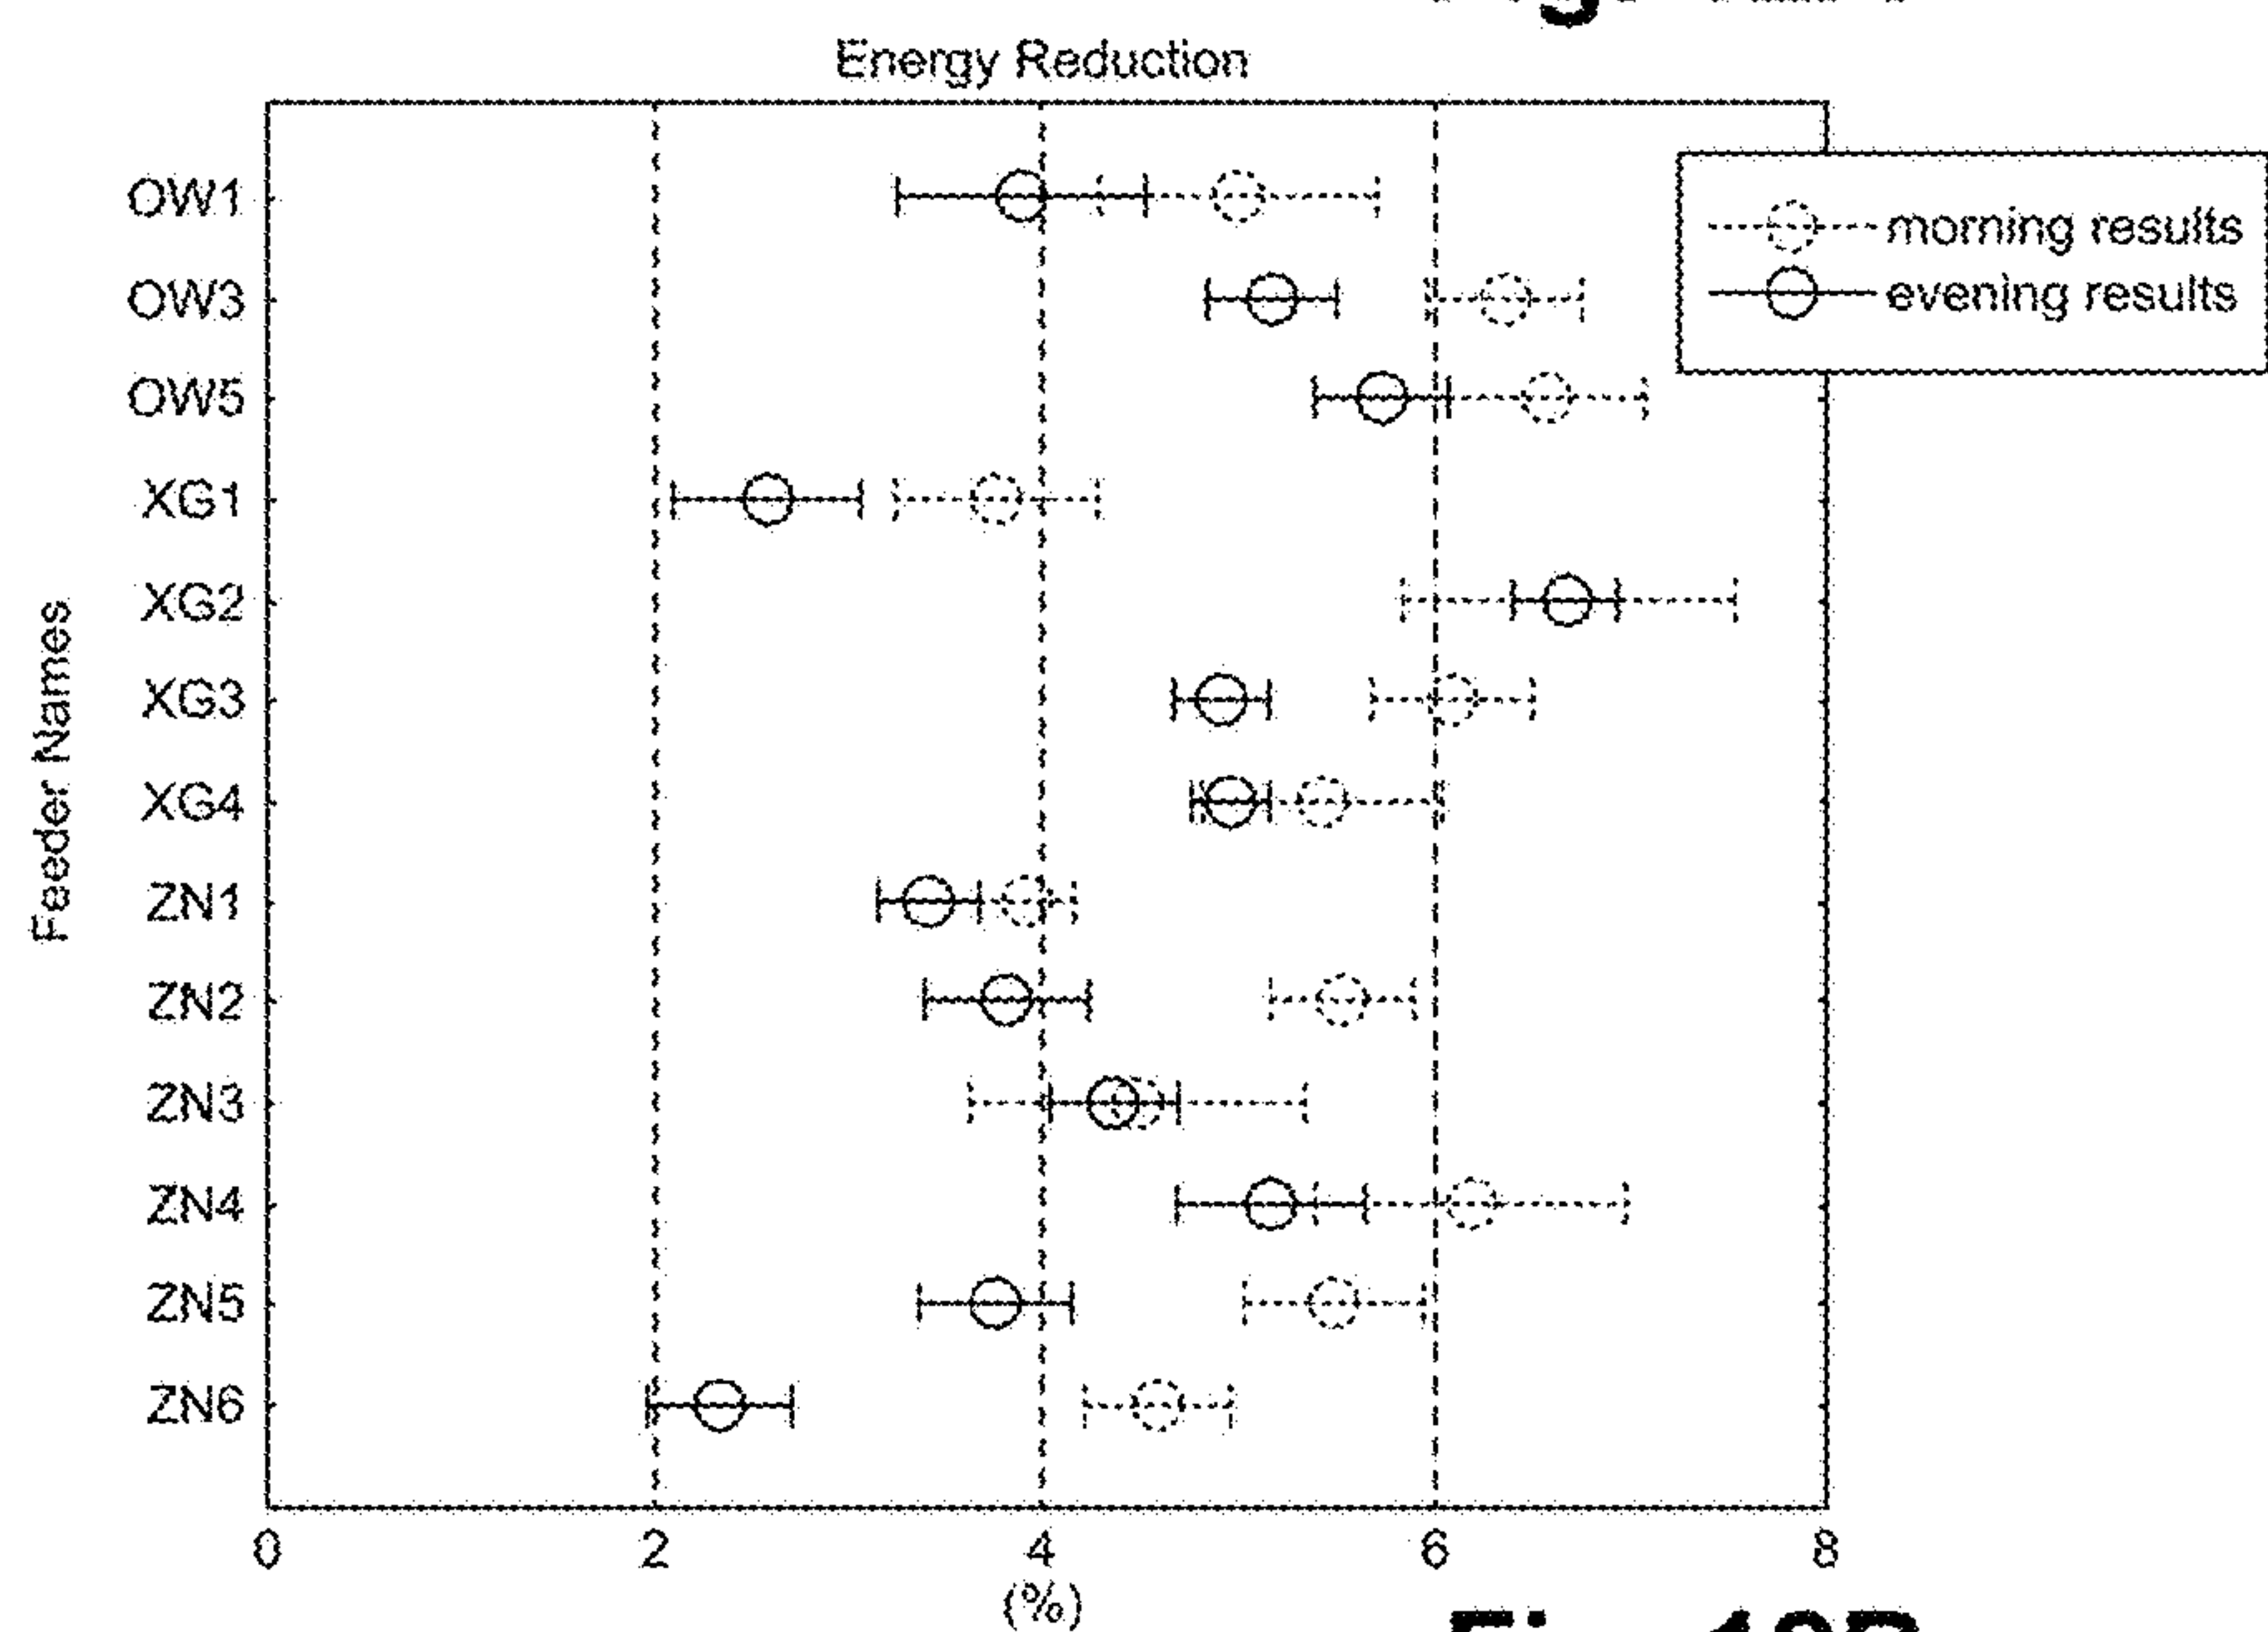 Energy Reduction
OW1
OW3
OW5
XG1
XG2
XG3
XG4
ZN1
ZN2
ZN3
ZN4
ZN5
ZN6
Feeder Names
morning results
evening results
0 2 4 6 8
(%)